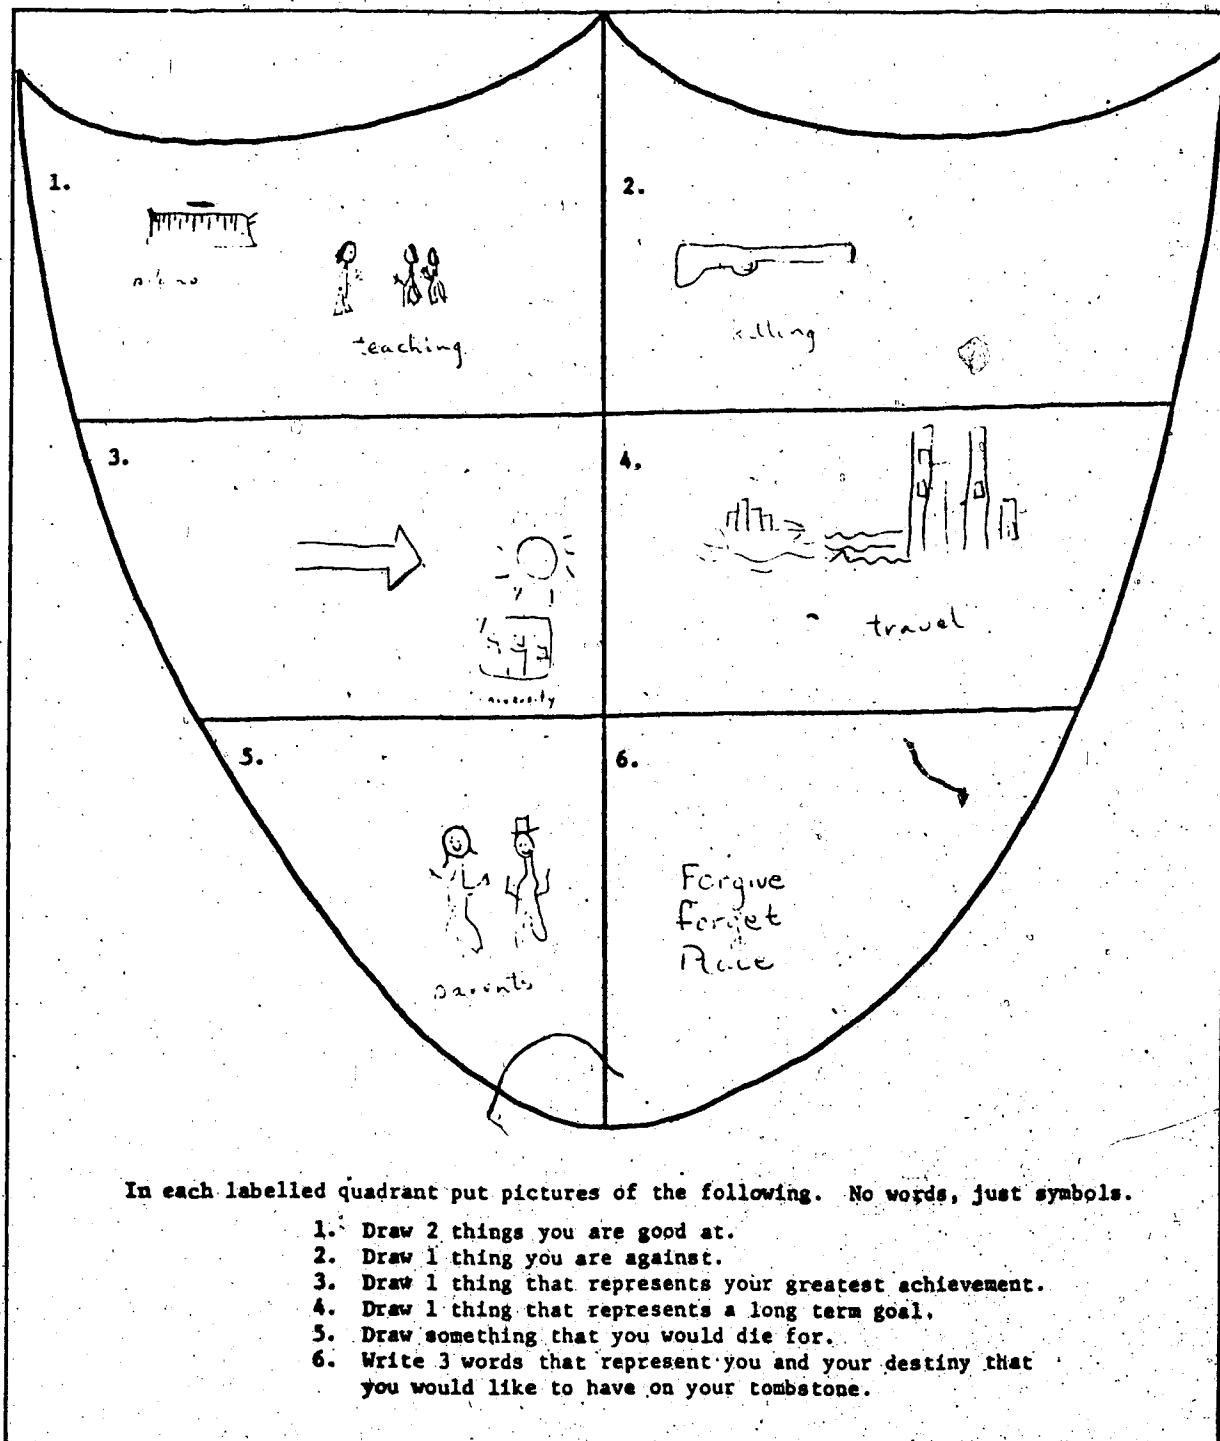 1.
2.
teaching
killing
3.
4.
travel
5.
6.
parents
Forgive
forget
In each labelled quadrant put pictures of the following. No words, just symbols.
1. Draw 2 things you are good at.
2. Draw 1 thing you are against.
3. Draw 1 thing that represents your greatest achievement.
4. Draw 1 thing that represents a long term goal.
5. Draw something that you would die for.
6. Write 3 words that represent you and your destiny that
you would like to have on your tombstone.